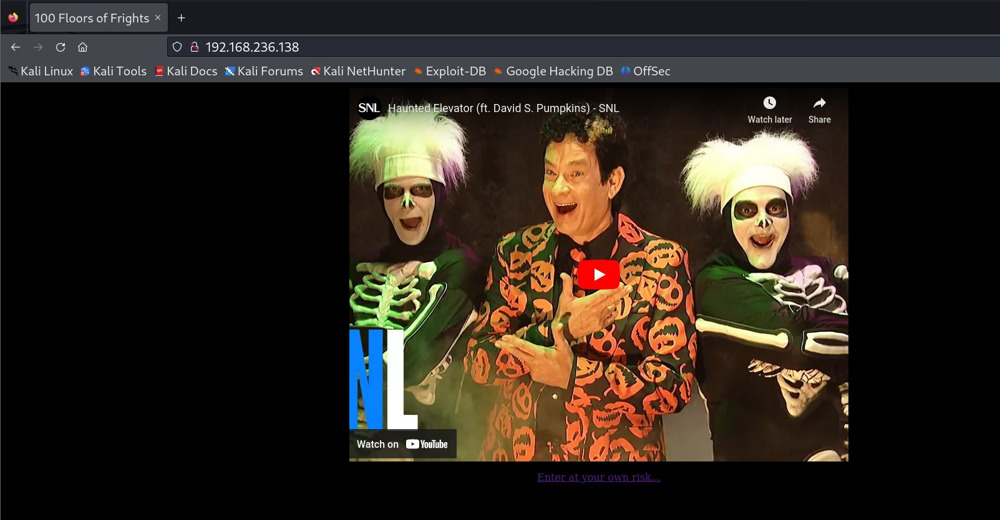 100 Floors of Frights
192.168.236.138
Kali Linux Kali Tools Kali Docs Kali Forums Kali NetHunter Exploit-DB Google Hacking DB OffSec
SNL Haunted Elevator (ft. David S. Pumpkins) - SNL
Watch later Share
NL
Watch on YouTube
Enter at your own risk...